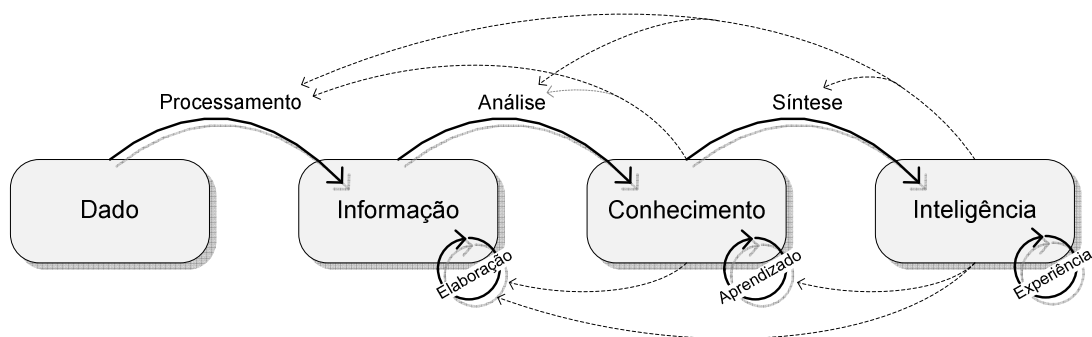 Processamento
Análise
Síntese
Dado
Informação
Conhecimento
Inteligência
Elaboração
Aprendizado
Experiência